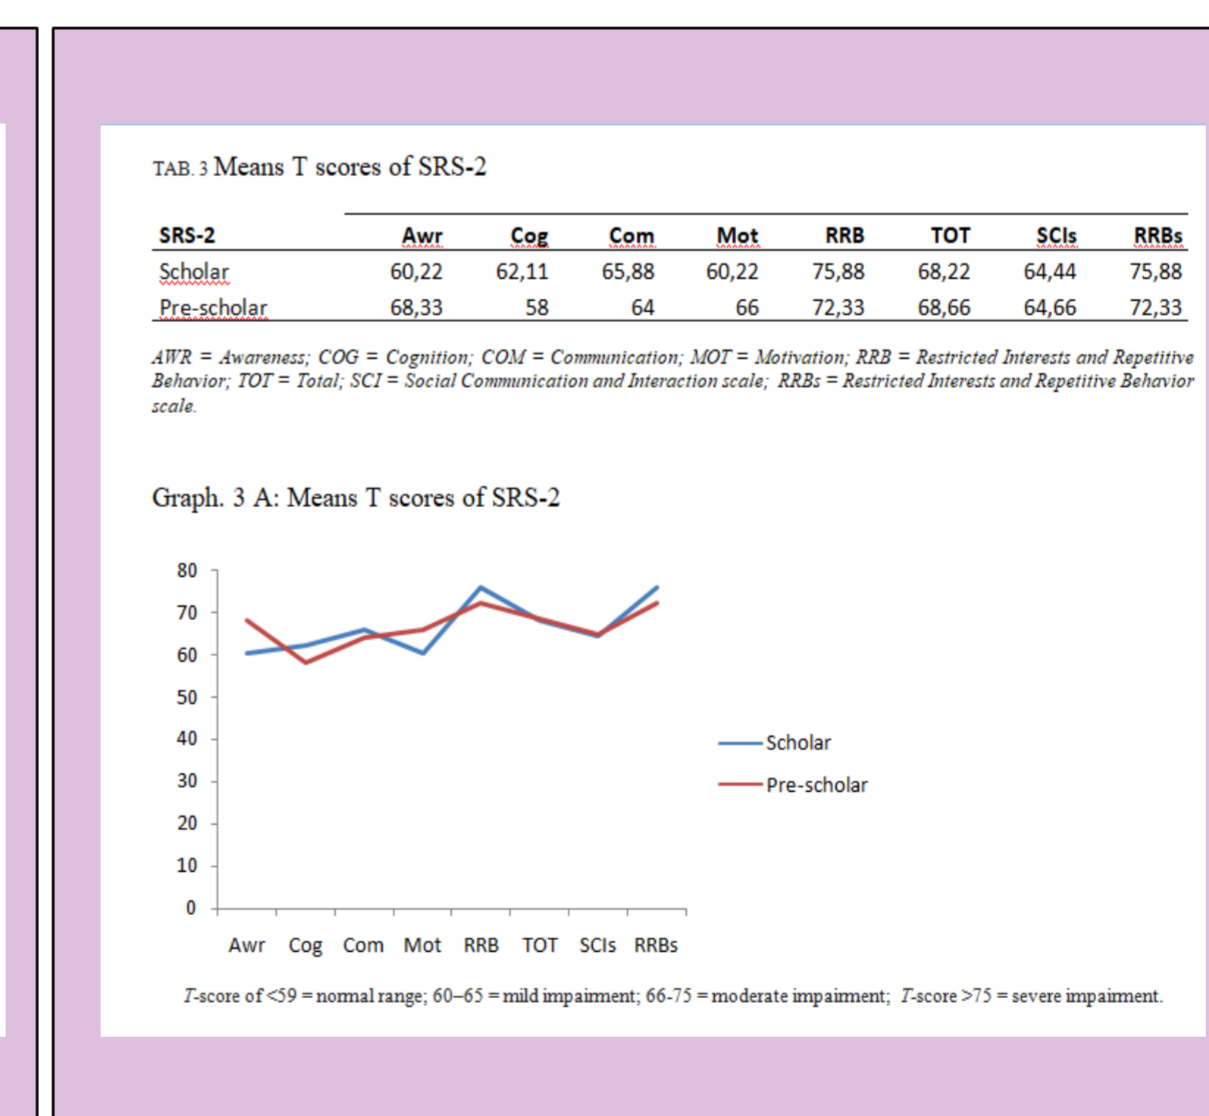 TAB. 3 Means T scores of SRS-2
SRS-2 Awr Cog Com Mot RRB TOT SCIs RRBs
Scholar 60,22 62,11 65,88 60,22 75,88 68,22 64,44 75,88
Pre-scholar 68,33 58 64 66 72,33 68,66 64,66 72,33
AWR = Awareness; COG = Cognition; COM = Communication; MOT = Motivation; RRB = Restricted Interests and Repetitive
Behavior; TOT = Total; SCI = Social Communication and Interaction scale; RRBs = Restricted Interests and Repetitive Behavior
scale.
Graph. 3 A: Means T scores of SRS-2
80
70
60
50
40
30
20
10
0
Awr Cog Com Mot RRB TOT SCIs RRBs
Scholar
Pre-scholar
T-score of <59 = normal range; 60–65 = mild impairment; 66-75 = moderate impairment; T-score >75 = severe impairment.